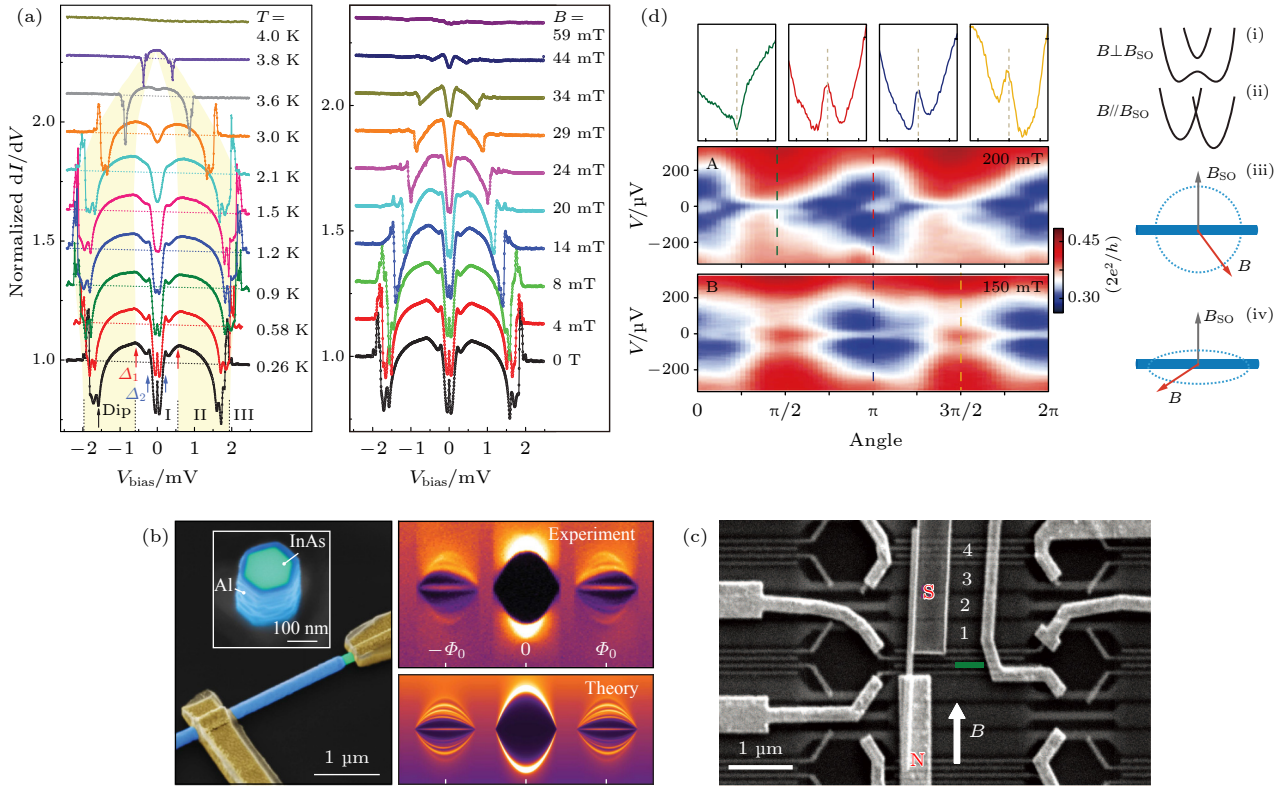 (a)
T =
4.0 K
3.8 K
3.6 K
3.0 K
2.1 K
1.5 K
1.2 K
0.9 K
0.58 K
0.26 K
2.0
1.5
1.0
Normalized dI/dV
Δ₁
Δ₂
Dip
I
II
III
−2 −1 0 1 2
V_bias/mV
B =
59 mT
44 mT
34 mT
29 mT
24 mT
20 mT
14 mT
8 mT
4 mT
0 T
2.0
1.5
1.0
−2 −1 0 1 2
V_bias/mV
(d)
A
200 mT
200
0
−200
V/μV
B
150 mT
200
0
−200
V/μV
0 π/2 π 3π/2 2π
Angle
0.45
0.30
(2e²/h)
(i)
B⊥B_SO
(ii)
B//B_SO
(iii)
B_SO
B
(iv)
B_SO
B
(b)
InAs
Al
100 nm
1 μm
Experiment
−Φ₀ 0 Φ₀
Theory
(c)
4
3
2
1
S
N
B
1 μm